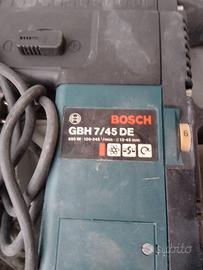 BOSCH
GBH 7/45 DE
6
subito